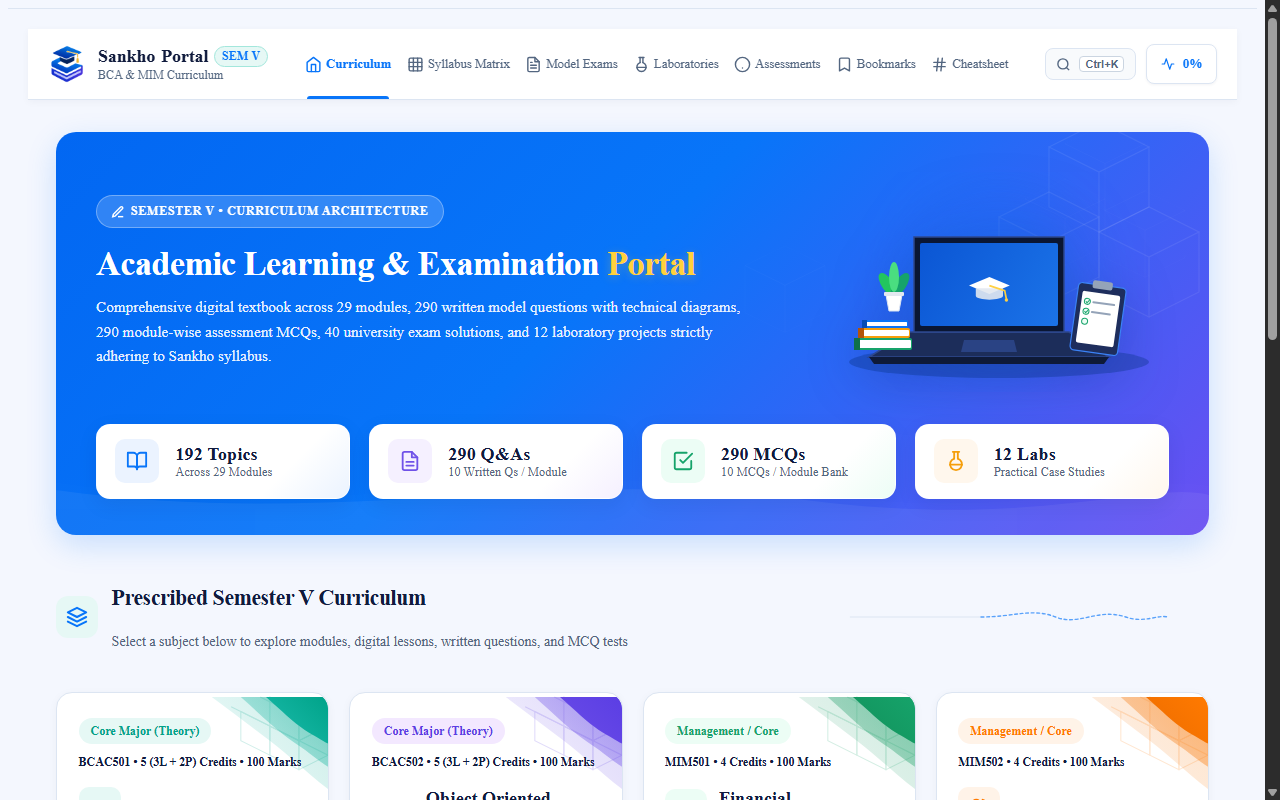 Sankho Portal SEM V
BCA & MIM Curriculum
Curriculum
Syllabus Matrix
Model Exams
Laboratories
Assessments
Bookmarks
Cheatsheet
Ctrl+K
0%
SEMESTER V • CURRICULUM ARCHITECTURE
Academic Learning & Examination Portal
Comprehensive digital textbook across 29 modules, 290 written model questions with technical diagrams,
290 module-wise assessment MCQs, 40 university exam solutions, and 12 laboratory projects strictly
adhering to Sankho syllabus.
192 Topics
Across 29 Modules
290 Q&As
10 Written Qs / Module
290 MCQs
10 MCQs / Module Bank
12 Labs
Practical Case Studies
Prescribed Semester V Curriculum
Select a subject below to explore modules, digital lessons, written questions, and MCQ tests
Core Major (Theory)
BCAC501 • 5 (3L + 2P) Credits • 100 Marks
Core Major (Theory)
BCAC502 • 5 (3L + 2P) Credits • 100 Marks
Object Oriented
Management / Core
MIM501 • 4 Credits • 100 Marks
Financial
Management / Core
MIM502 • 4 Credits • 100 Marks